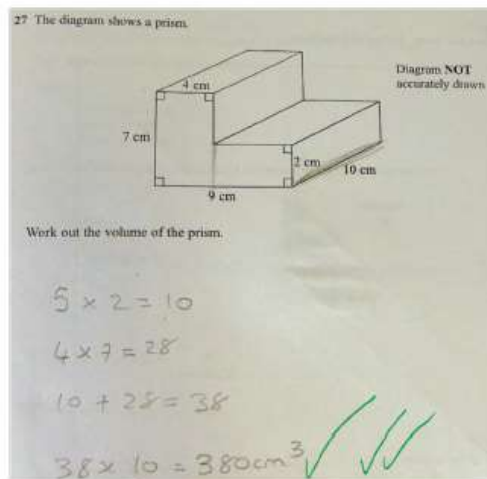 27 The diagram shows a prism.
4 cm
Diagram NOT
accurately drawn
7 cm
2 cm
10 cm
9 cm
Work out the volume of the prism.
5 × 2 = 10
4 × 7 = 28
10 + 28 = 38
38 × 10 = 380cm³